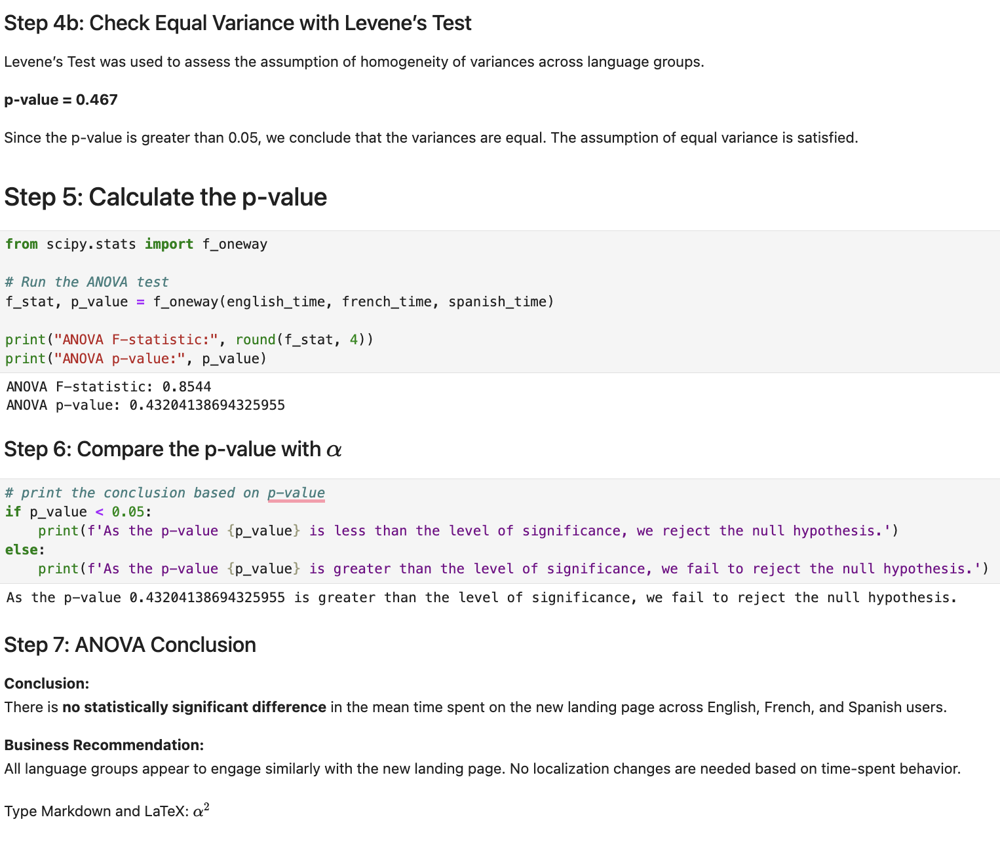 Step 4b: Check Equal Variance with Levene’s Test
Levene’s Test was used to assess the assumption of homogeneity of variances across language groups.
p-value = 0.467
Since the p-value is greater than 0.05, we conclude that the variances are equal. The assumption of equal variance is satisfied.
Step 5: Calculate the p-value
from scipy.stats import f_oneway
# Run the ANOVA test
f_stat, p_value = f_oneway(english_time, french_time, spanish_time)
print("ANOVA F-statistic:", round(f_stat, 4))
print("ANOVA p-value:", p_value)
ANOVA F-statistic: 0.8544
ANOVA p-value: 0.43204138694325955
Step 6: Compare the p-value with α
# print the conclusion based on p-value
if p_value < 0.05:
    print(f'As the p-value {p_value} is less than the level of significance, we reject the null hypothesis.')
else:
    print(f'As the p-value {p_value} is greater than the level of significance, we fail to reject the null hypothesis.')
As the p-value 0.43204138694325955 is greater than the level of significance, we fail to reject the null hypothesis.
Step 7: ANOVA Conclusion
Conclusion:
There is no statistically significant difference in the mean time spent on the new landing page across English, French, and Spanish users.
Business Recommendation:
All language groups appear to engage similarly with the new landing page. No localization changes are needed based on time-spent behavior.
Type Markdown and LaTeX: α²